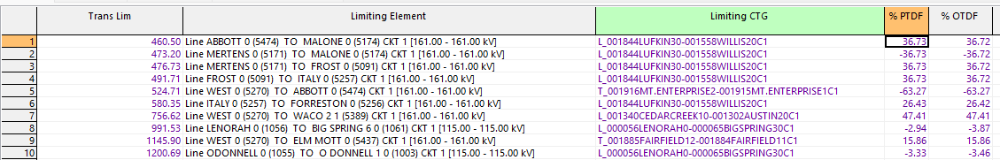 Trans Lim Limiting Element Limiting CTG % PTDF % OTDF
1 460.50 Line ABBOTT 0 (5474) TO MALONE 0 (5174) CKT 1 [161.00 - 161.00 kV] L_001844LUFKIN30-001558WILLIS20C1 36.73 36.72
2 473.20 Line MERTENS 0 (5171) TO MALONE 0 (5174) CKT 1 [161.00 - 161.00 kV] L_001844LUFKIN30-001558WILLIS20C1 -36.73 -36.72
3 476.73 Line MERTENS 0 (5171) TO FROST 0 (5091) CKT 1 [161.00 - 161.00 kV] L_001844LUFKIN30-001558WILLIS20C1 36.73 36.72
4 491.71 Line FROST 0 (5091) TO ITALY 0 (5257) CKT 1 [161.00 - 161.00 kV] L_001844LUFKIN30-001558WILLIS20C1 36.73 36.72
5 524.71 Line WEST 0 (5270) TO ABBOTT 0 (5474) CKT 1 [161.00 - 161.00 kV] T_001916MT.ENTERPRISE2-001915MT.ENTERPRISE1C1 -63.27 -63.27
6 580.35 Line ITALY 0 (5257) TO FORRESTON 0 (5256) CKT 1 [161.00 - 161.00 kV] L_001844LUFKIN30-001558WILLIS20C1 26.43 26.42
7 756.62 Line WEST 0 (5270) TO WACO 2 1 (5389) CKT 1 [161.00 - 161.00 kV] L_001340CEDARCREEK10-001302AUSTIN20C1 47.41 47.41
8 991.53 Line LENORAH 0 (1056) TO BIG SPRING 6 0 (1061) CKT 1 [115.00 - 115.00 kV] L_000056LENORAH0-000065BIGSPRING30C1 -2.94 -3.87
9 1145.90 Line WEST 0 (5270) TO ELM MOTT 0 (5437) CKT 1 [161.00 - 161.00 kV] T_001885FAIRFIELD12-001884FAIRFIELD11C1 15.86 15.86
10 1200.69 Line ODONNELL 0 (1055) TO O DONNELL 1 0 (1003) CKT 1 [115.00 - 115.00 kV] L_000056LENORAH0-000065BIGSPRING30C1 -3.33 -3.46